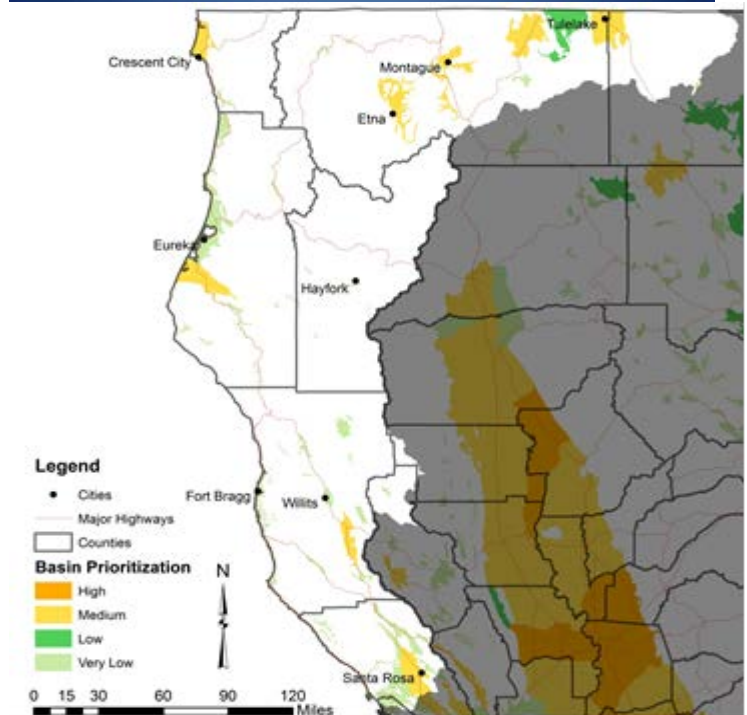 Tulelake
Crescent City
Montague
Etna
Eureka
Hayfork
Legend
Cities
Major Highways
Counties
Fort Bragg
Willits
Basin Prioritization
High
Medium
Low
Very Low
N
Santa Rosa
0 15 30 60 90 120
Miles